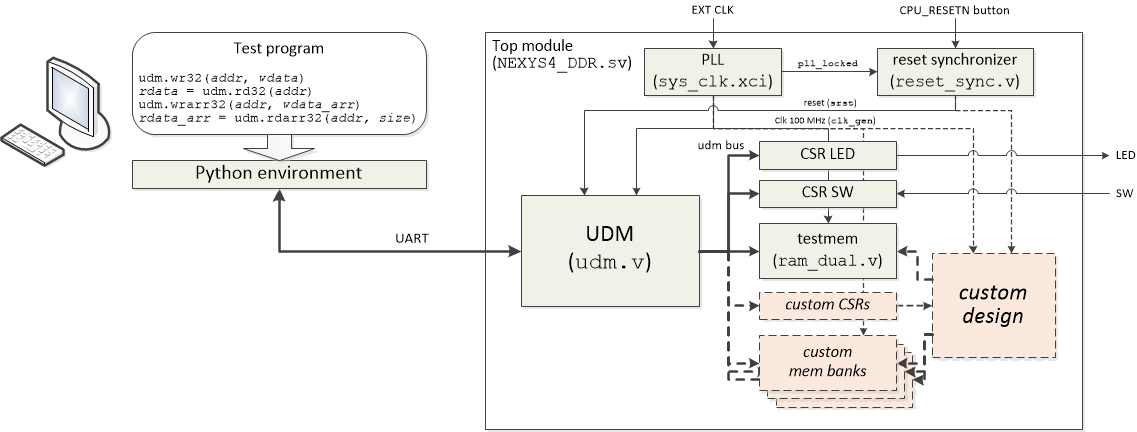 EXT CLK
CPU_RESETN button
Test program
udm.wr32(addr, vdata)
rdata = udm.rd32(addr)
udm.wrarr32(addr, vdata_arr)
rdata_arr = udm.rdarr32(addr, size)
Python environment
UART
Top module
(NEXYS4_DDR.sv)
PLL
(sys_clk.xci)
pll_locked
reset synchronizer
(reset_sync.v)
reset (srst)
Clk 100 MHz (clk_gen)
udm bus
CSR LED
LED
CSR SW
SW
UDM
(udm.v)
testmem
(ram_dual.v)
custom CSRs
custom
design
custom
mem banks